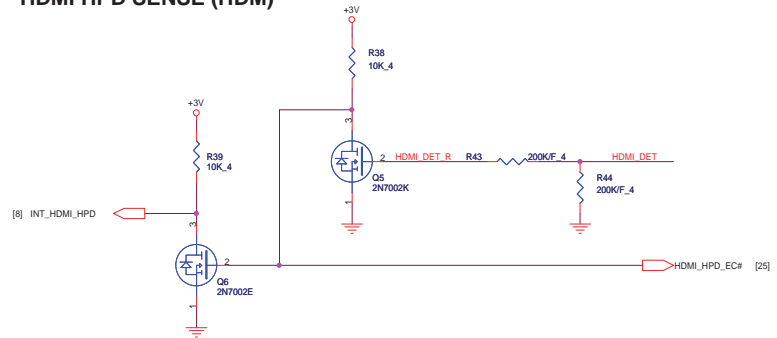 HDMI HPD SENSE (HDM)
+3V
R38
10K_4
+3V
R39
10K_4
3
2
HDMI_DET_R
R43
200K/F_4
HDMI_DET
Q5
2N7002K
R44
200K/F_4
1
[8] INT_HDMI_HPD
3
2
HDMI_HPD_EC# [25]
Q6
2N7002E
1